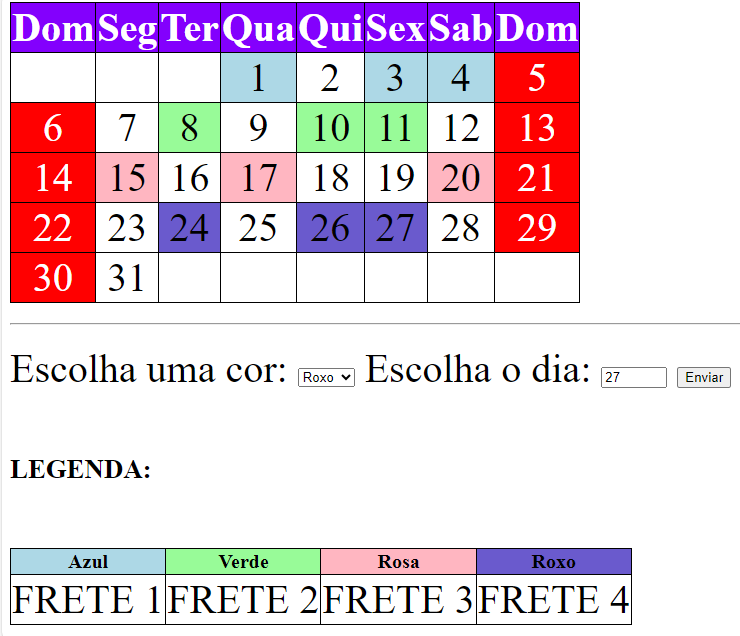 Dom Seg Ter Qua Qui Sex Sab Dom
1 2 3 4 5
6 7 8 9 10 11 12 13
14 15 16 17 18 19 20 21
22 23 24 25 26 27 28 29
30 31
Escolha uma cor: Roxo Escolha o dia: 27 Enviar
LEGENDA:
Azul Verde Rosa Roxo
FRETE 1 FRETE 2 FRETE 3 FRETE 4